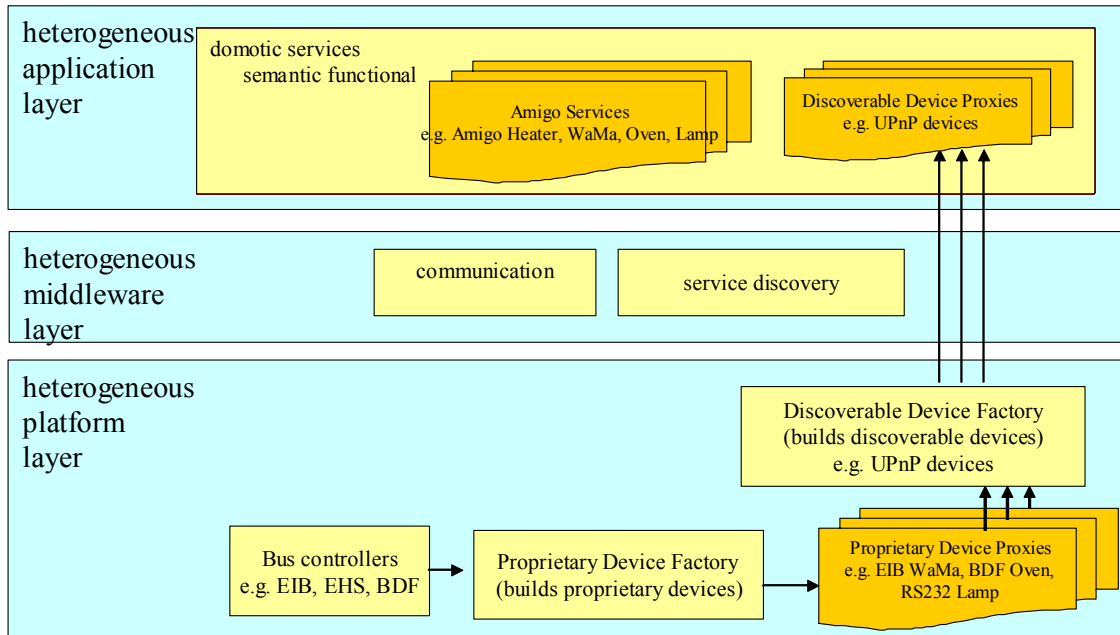 heterogeneous
application
layer
domotic services
semantic functional
Amigo Services
e.g. Amigo Heater, WaMa, Oven, Lamp
Discoverable Device Proxies
e.g. UPnP devices
heterogeneous
middleware
layer
communication
service discovery
heterogeneous
platform
layer
Discoverable Device Factory
(builds discoverable devices)
e.g. UPnP devices
Bus controllers
e.g. EIB, EHS, BDF
Proprietary Device Factory
(builds proprietary devices)
Proprietary Device Proxies
e.g. EIB WaMa, BDF Oven,
RS232 Lamp